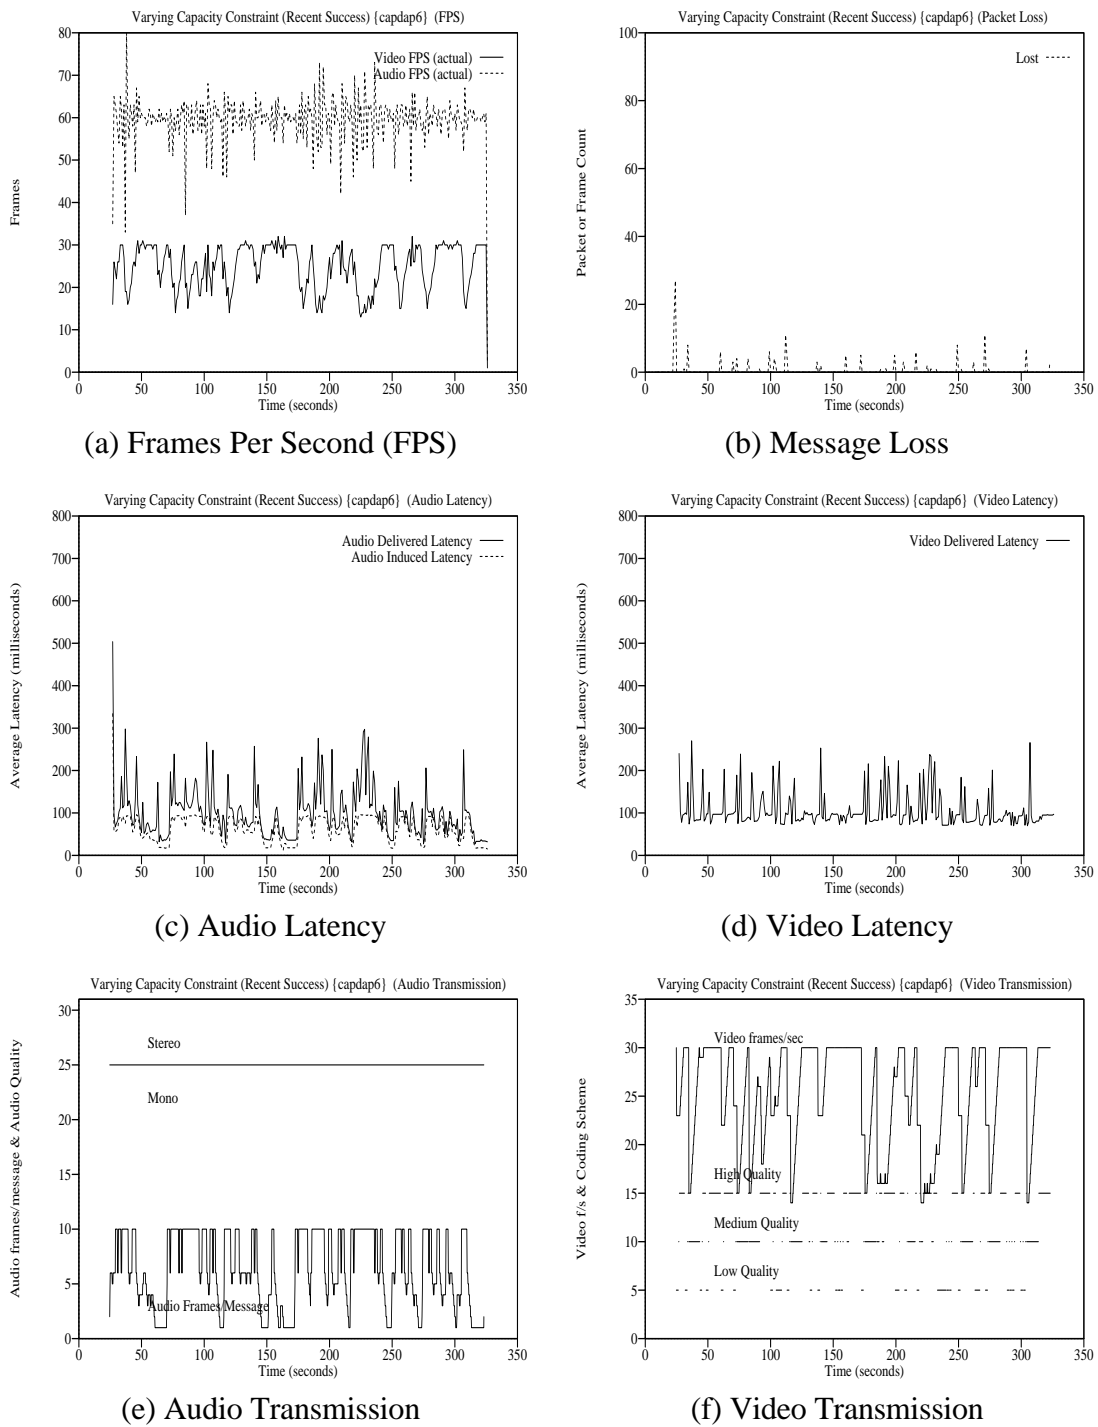 Varying Capacity Constraint (Recent Success) {capdap6} (FPS)
80
70
60
50
40
30
20
10
0
Frames
Video FPS (actual)
Audio FPS (actual)
0 50 100 150 200 250 300 350
Time (seconds)
(a) Frames Per Second (FPS)
Varying Capacity Constraint (Recent Success) {capdap6} (Packet Loss)
100
80
60
40
20
0
Packet or Frame Count
Lost
0 50 100 150 200 250 300 350
Time (seconds)
(b) Message Loss
Varying Capacity Constraint (Recent Success) {capdap6} (Audio Latency)
800
700
600
500
400
300
200
100
0
Average Latency (milliseconds)
Audio Delivered Latency
Audio Induced Latency
0 50 100 150 200 250 300 350
Time (seconds)
(c) Audio Latency
Varying Capacity Constraint (Recent Success) {capdap6} (Video Latency)
800
700
600
500
400
300
200
100
0
Average Latency (milliseconds)
Video Delivered Latency
0 50 100 150 200 250 300 350
Time (seconds)
(d) Video Latency
Varying Capacity Constraint (Recent Success) {capdap6} (Audio Transmission)
30
25
20
15
10
5
0
Audio frames/message & Audio Quality
Stereo
Mono
Audio Frames/Message
0 50 100 150 200 250 300 350
Time (seconds)
(e) Audio Transmission
Varying Capacity Constraint (Recent Success) {capdap6} (Video Transmission)
35
30
25
20
15
10
5
0
Video f/s & Coding Scheme
Video frames/sec
High Quality
Medium Quality
Low Quality
0 50 100 150 200 250 300 350
Time (seconds)
(f) Video Transmission